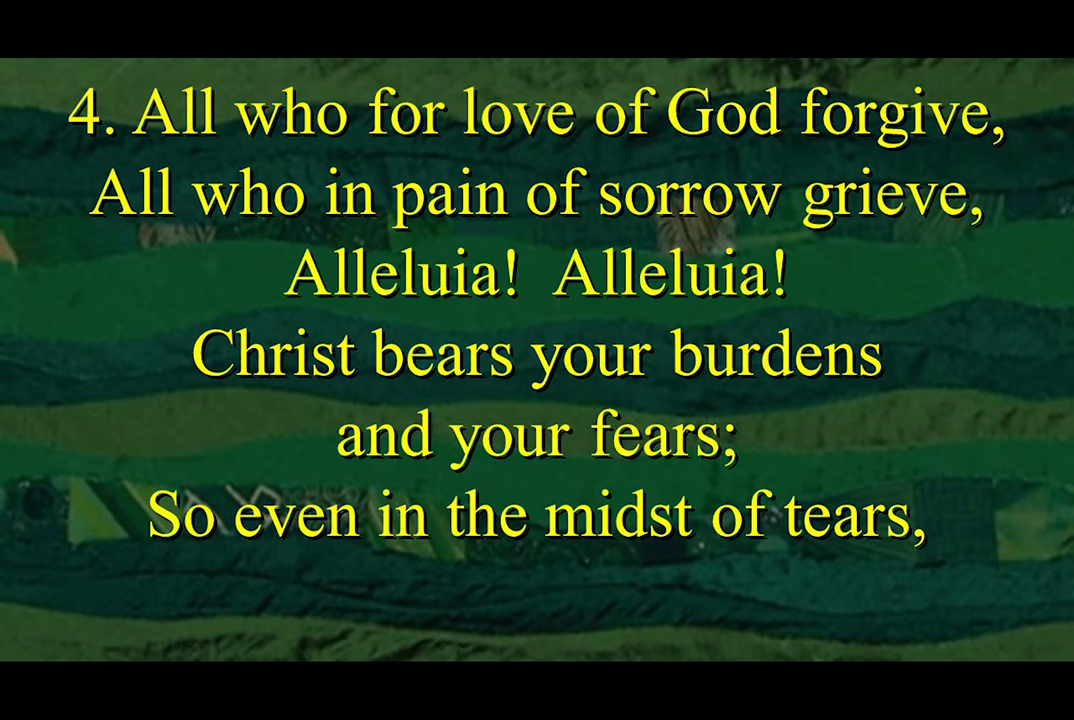 4. All who for love of God forgive,
All who in pain of sorrow grieve,
Alleluia!  Alleluia!
Christ bears your burdens
and your fears;
So even in the midst of tears,